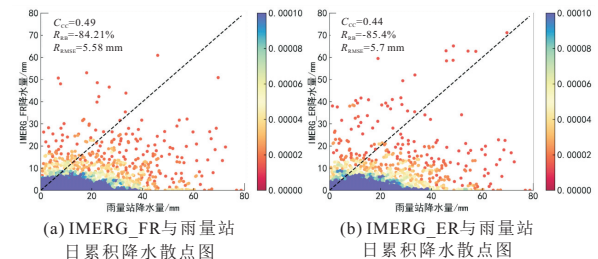 C_CC=0.49
R_RB=-84.21%
R_RMSE=5.58 mm
IMERG_FR降水量/mm
80
70
60
50
40
30
20
10
0
0 20 40 60 80
雨量站降水量/mm
0.00010
0.00008
0.00006
0.00004
0.00002
0.00000
(a) IMERG_FR与雨量站
日累积降水散点图
C_CC=0.44
R_RB=-85.4%
R_RMSE=5.7 mm
IMERG_ER降水量/mm
80
70
60
50
40
30
20
10
0
0 20 40 60 80
雨量站降水量/mm
0.00010
0.00008
0.00006
0.00004
0.00002
0.00000
(b) IMERG_ER与雨量站
日累积降水散点图